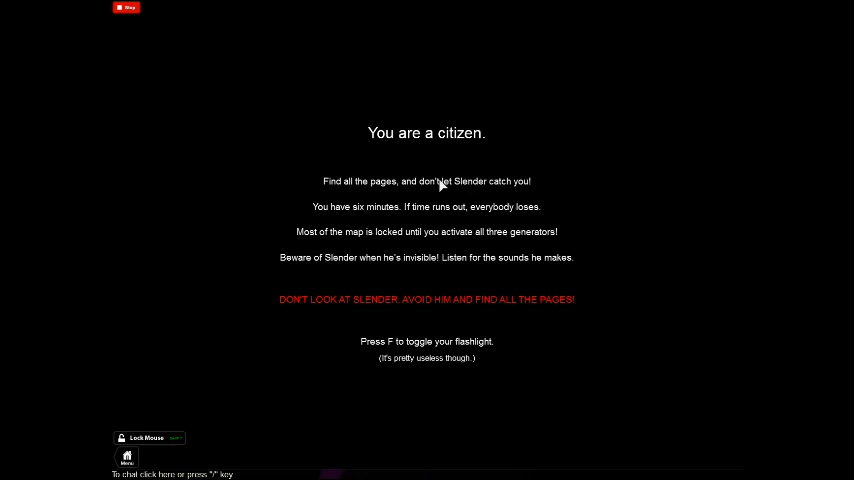 Stop
You are a citizen.
Find all the pages, and don't let Slender catch you!
You have six minutes. If time runs out, everybody loses.
Most of the map is locked until you activate all three generators!
Beware of Slender when he's invisible! Listen for the sounds he makes.
DON'T LOOK AT SLENDER. AVOID HIM AND FIND ALL THE PAGES!
Press F to toggle your flashlight.
(It's pretty useless though.)
Lock Mouse SHIFT
Menu
To chat click here or press "/" key